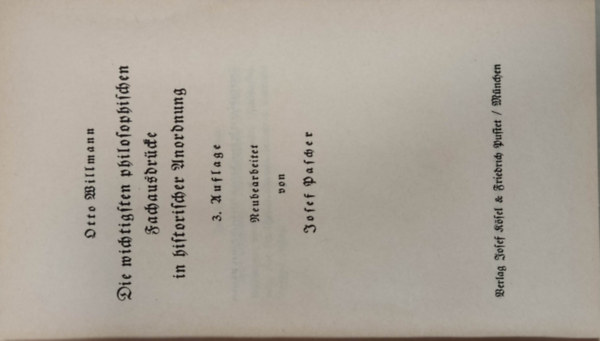 Otto Willmann
Die wichtigsten philosophischen
Fachausdrücke
in historischer Anordnung
3. Auflage
Neubearbeitet
von
Josef Pascher
Verlag Josef Kösel & Friedrich Pustet / München